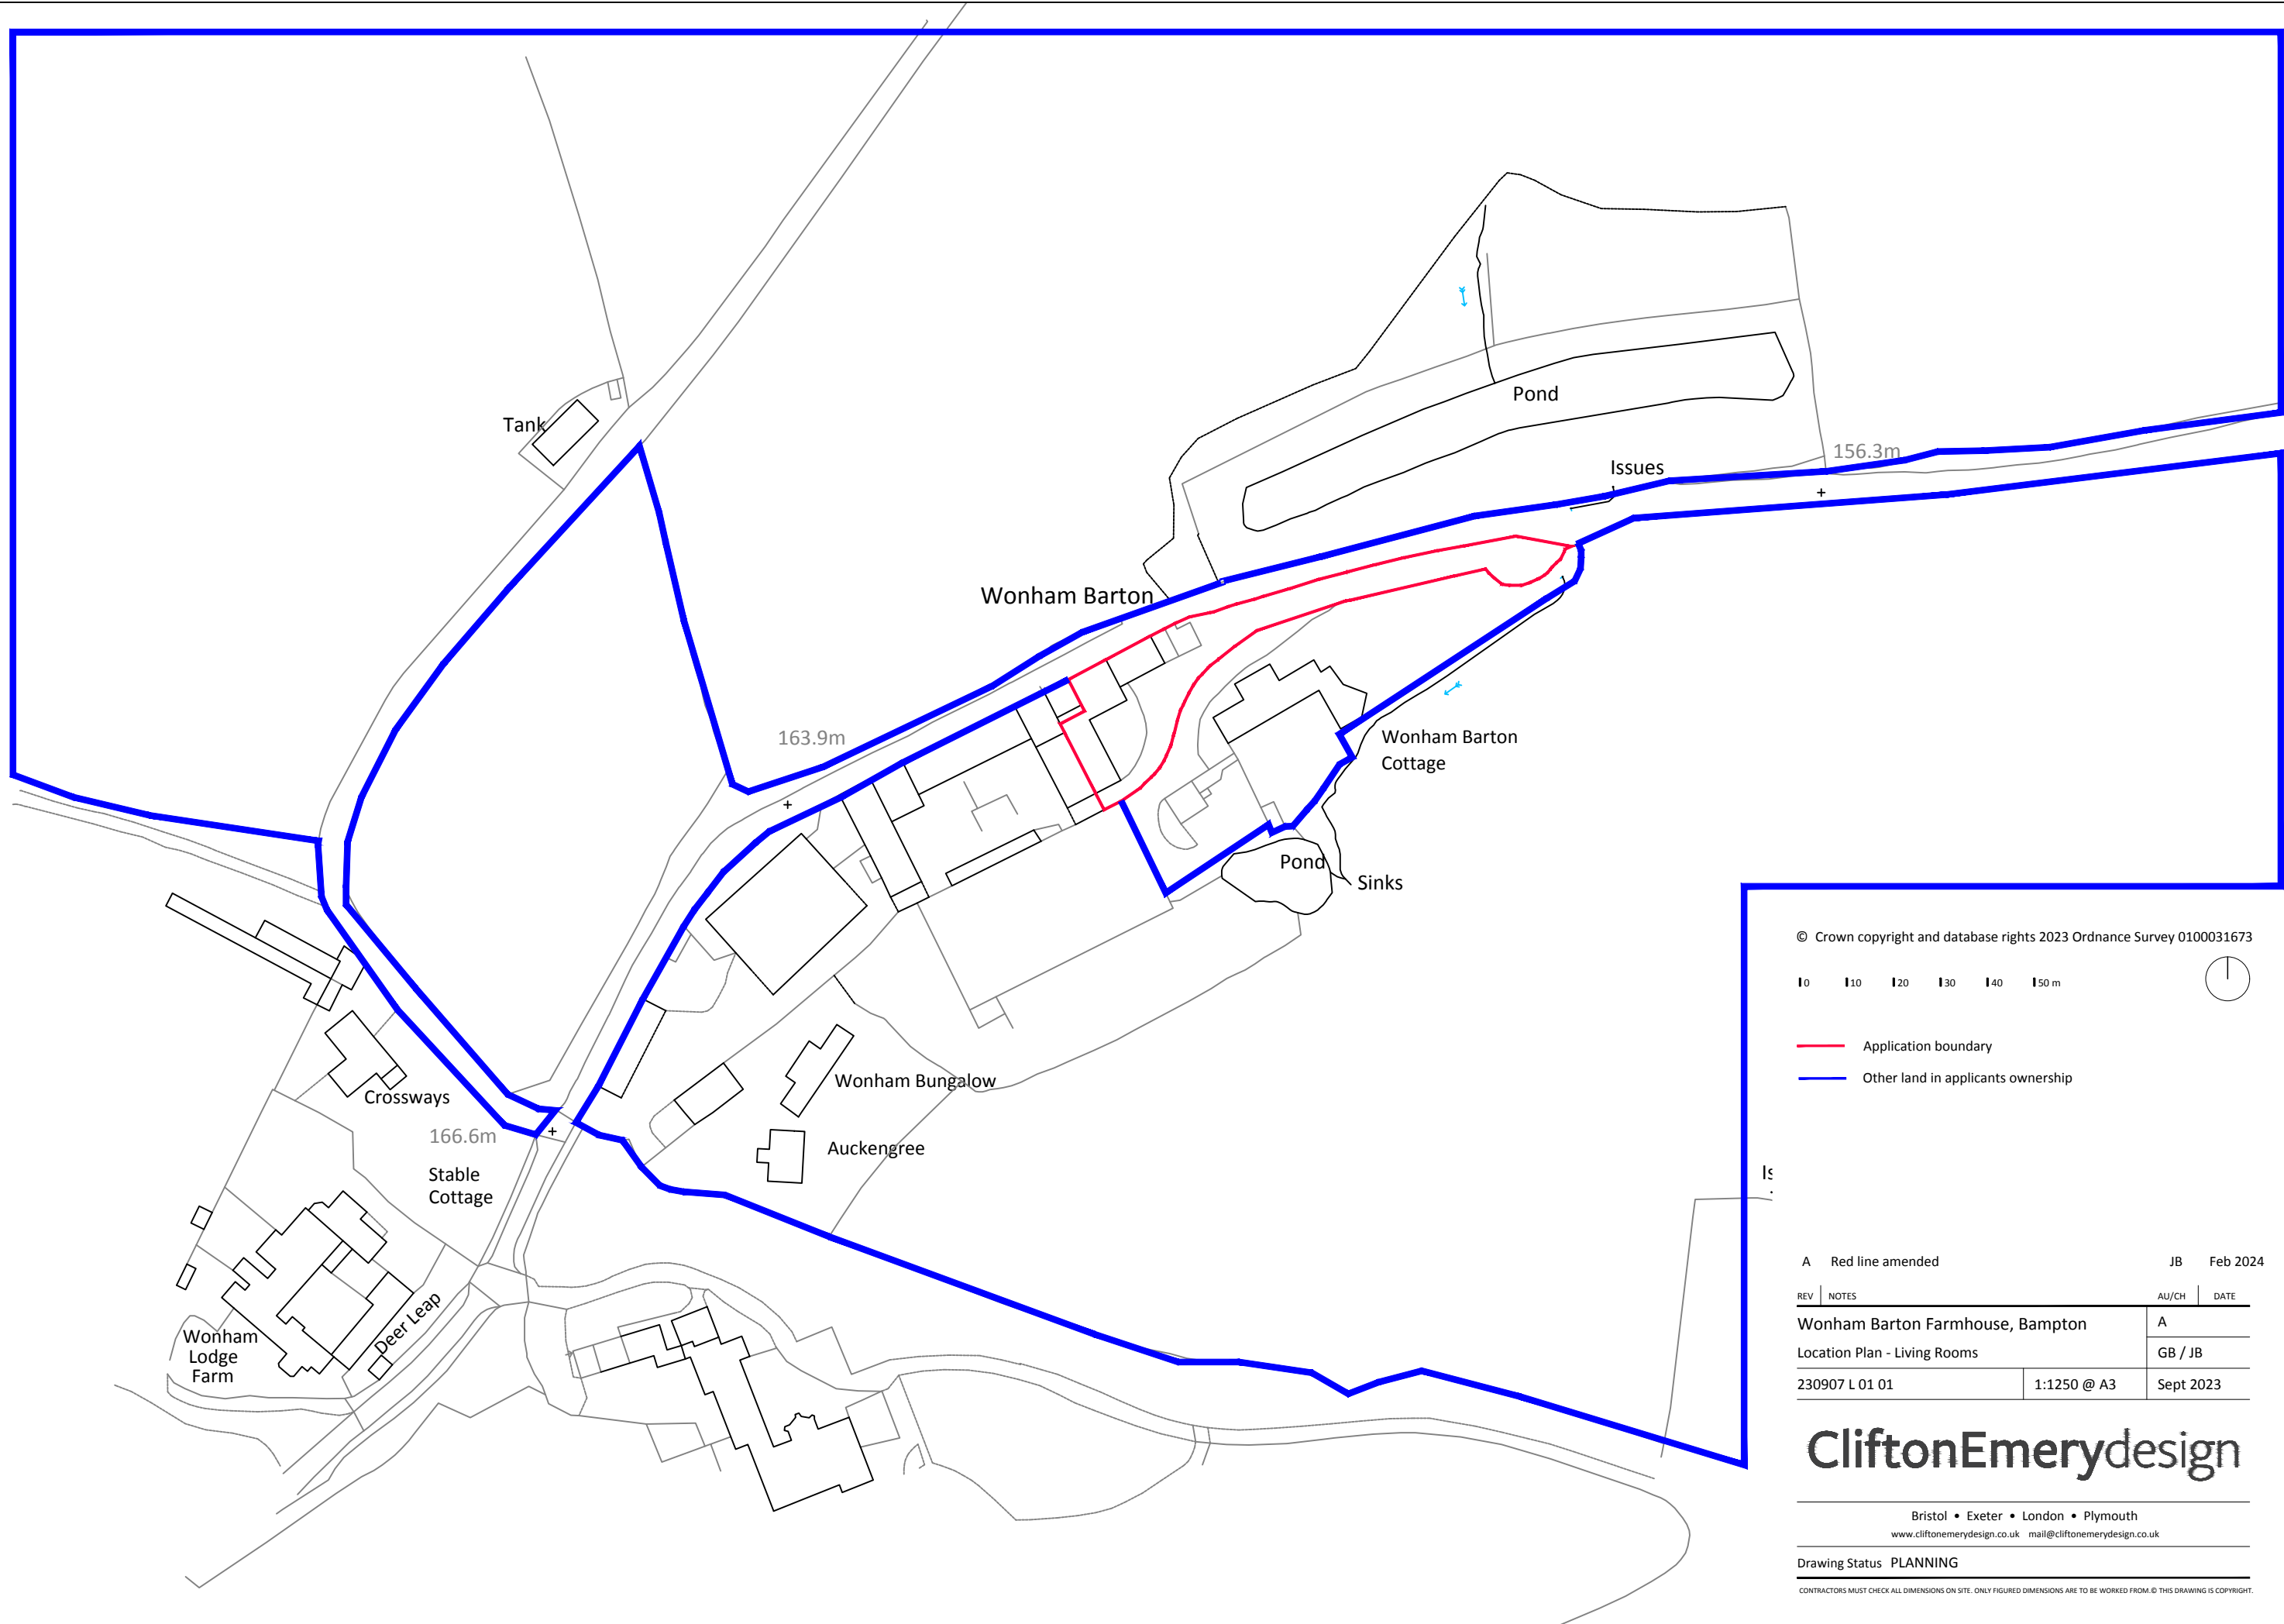 Tank
Pond
156.3m
Issues
Wonham Barton
163.9m
Wonham Barton
Cottage
Pond
Sinks
Wonham Bungalow
Crossways
166.6m
Auckengree
Stable
Cottage
Deer Leap
Wonham
Lodge
Farm
© Crown copyright and database rights 2023 Ordnance Survey 0100031673
0 10 20 30 40 50 m
Application boundary
Other land in applicants ownership
A Red line amended JB Feb 2024
REV NOTES AU/CH DATE
Wonham Barton Farmhouse, Bampton A
Location Plan - Living Rooms GB / JB
230907 L 01 01 1:1250 @ A3 Sept 2023
CliftonEmerydesign
Bristol • Exeter • London • Plymouth
www.cliftonemerydesign.co.uk mail@cliftonemerydesign.co.uk
Drawing Status PLANNING
CONTRACTORS MUST CHECK ALL DIMENSIONS ON SITE. ONLY FIGURED DIMENSIONS ARE TO BE WORKED FROM.© THIS DRAWING IS COPYRIGHT.